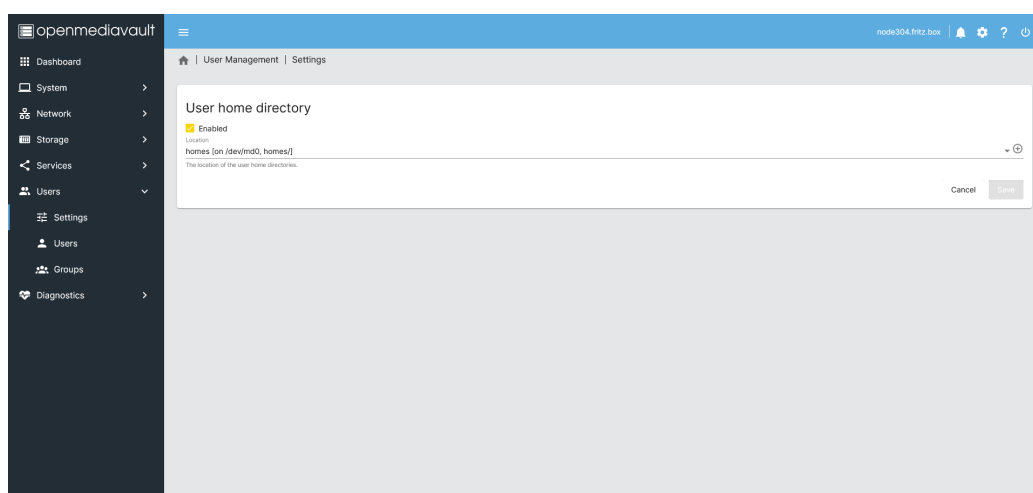 openmediavault
node304.fritz.box
Dashboard
User Management | Settings
System
Network
Storage
Services
Users
Settings
Users
Groups
Diagnostics
User home directory
Enabled
Location
homes [on /dev/md0, homes/]
The location of the user home directories.
Cancel
Save